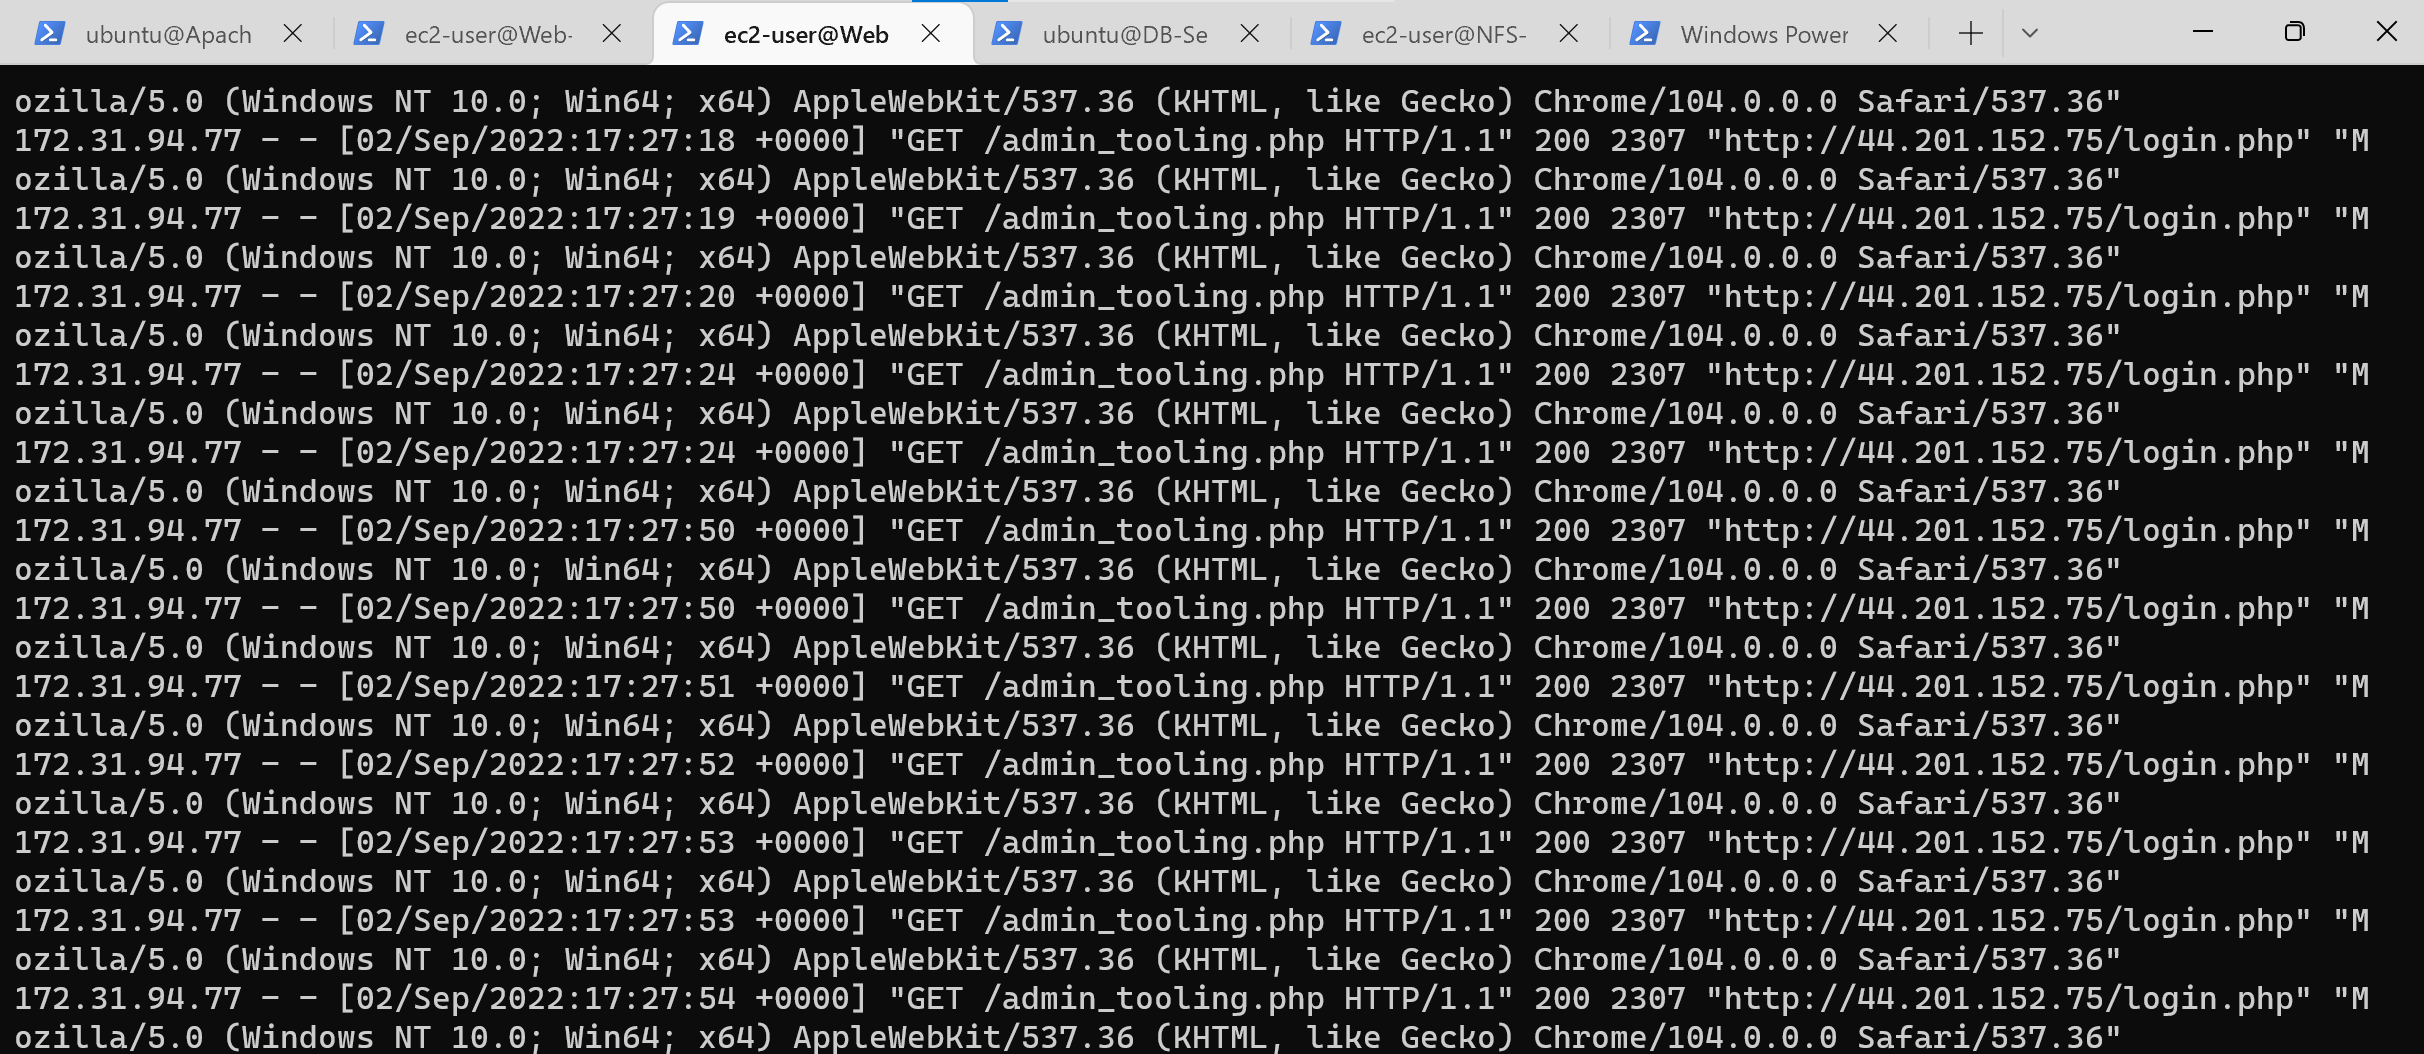 ubuntu@Apach
ec2-user@Web-
ec2-user@Web
ubuntu@DB-Se
ec2-user@NFS-
Windows Power
ozilla/5.0 (Windows NT 10.0; Win64; x64) AppleWebKit/537.36 (KHTML, like Gecko) Chrome/104.0.0.0 Safari/537.36"
172.31.94.77 - - [02/Sep/2022:17:27:18 +0000] "GET /admin_tooling.php HTTP/1.1" 200 2307 "http://44.201.152.75/login.php" "M
ozilla/5.0 (Windows NT 10.0; Win64; x64) AppleWebKit/537.36 (KHTML, like Gecko) Chrome/104.0.0.0 Safari/537.36"
172.31.94.77 - - [02/Sep/2022:17:27:19 +0000] "GET /admin_tooling.php HTTP/1.1" 200 2307 "http://44.201.152.75/login.php" "M
ozilla/5.0 (Windows NT 10.0; Win64; x64) AppleWebKit/537.36 (KHTML, like Gecko) Chrome/104.0.0.0 Safari/537.36"
172.31.94.77 - - [02/Sep/2022:17:27:20 +0000] "GET /admin_tooling.php HTTP/1.1" 200 2307 "http://44.201.152.75/login.php" "M
ozilla/5.0 (Windows NT 10.0; Win64; x64) AppleWebKit/537.36 (KHTML, like Gecko) Chrome/104.0.0.0 Safari/537.36"
172.31.94.77 - - [02/Sep/2022:17:27:24 +0000] "GET /admin_tooling.php HTTP/1.1" 200 2307 "http://44.201.152.75/login.php" "M
ozilla/5.0 (Windows NT 10.0; Win64; x64) AppleWebKit/537.36 (KHTML, like Gecko) Chrome/104.0.0.0 Safari/537.36"
172.31.94.77 - - [02/Sep/2022:17:27:24 +0000] "GET /admin_tooling.php HTTP/1.1" 200 2307 "http://44.201.152.75/login.php" "M
ozilla/5.0 (Windows NT 10.0; Win64; x64) AppleWebKit/537.36 (KHTML, like Gecko) Chrome/104.0.0.0 Safari/537.36"
172.31.94.77 - - [02/Sep/2022:17:27:50 +0000] "GET /admin_tooling.php HTTP/1.1" 200 2307 "http://44.201.152.75/login.php" "M
ozilla/5.0 (Windows NT 10.0; Win64; x64) AppleWebKit/537.36 (KHTML, like Gecko) Chrome/104.0.0.0 Safari/537.36"
172.31.94.77 - - [02/Sep/2022:17:27:50 +0000] "GET /admin_tooling.php HTTP/1.1" 200 2307 "http://44.201.152.75/login.php" "M
ozilla/5.0 (Windows NT 10.0; Win64; x64) AppleWebKit/537.36 (KHTML, like Gecko) Chrome/104.0.0.0 Safari/537.36"
172.31.94.77 - - [02/Sep/2022:17:27:51 +0000] "GET /admin_tooling.php HTTP/1.1" 200 2307 "http://44.201.152.75/login.php" "M
ozilla/5.0 (Windows NT 10.0; Win64; x64) AppleWebKit/537.36 (KHTML, like Gecko) Chrome/104.0.0.0 Safari/537.36"
172.31.94.77 - - [02/Sep/2022:17:27:52 +0000] "GET /admin_tooling.php HTTP/1.1" 200 2307 "http://44.201.152.75/login.php" "M
ozilla/5.0 (Windows NT 10.0; Win64; x64) AppleWebKit/537.36 (KHTML, like Gecko) Chrome/104.0.0.0 Safari/537.36"
172.31.94.77 - - [02/Sep/2022:17:27:53 +0000] "GET /admin_tooling.php HTTP/1.1" 200 2307 "http://44.201.152.75/login.php" "M
ozilla/5.0 (Windows NT 10.0; Win64; x64) AppleWebKit/537.36 (KHTML, like Gecko) Chrome/104.0.0.0 Safari/537.36"
172.31.94.77 - - [02/Sep/2022:17:27:53 +0000] "GET /admin_tooling.php HTTP/1.1" 200 2307 "http://44.201.152.75/login.php" "M
ozilla/5.0 (Windows NT 10.0; Win64; x64) AppleWebKit/537.36 (KHTML, like Gecko) Chrome/104.0.0.0 Safari/537.36"
172.31.94.77 - - [02/Sep/2022:17:27:54 +0000] "GET /admin_tooling.php HTTP/1.1" 200 2307 "http://44.201.152.75/login.php" "M
ozilla/5.0 (Windows NT 10.0; Win64; x64) AppleWebKit/537.36 (KHTML, like Gecko) Chrome/104.0.0.0 Safari/537.36"